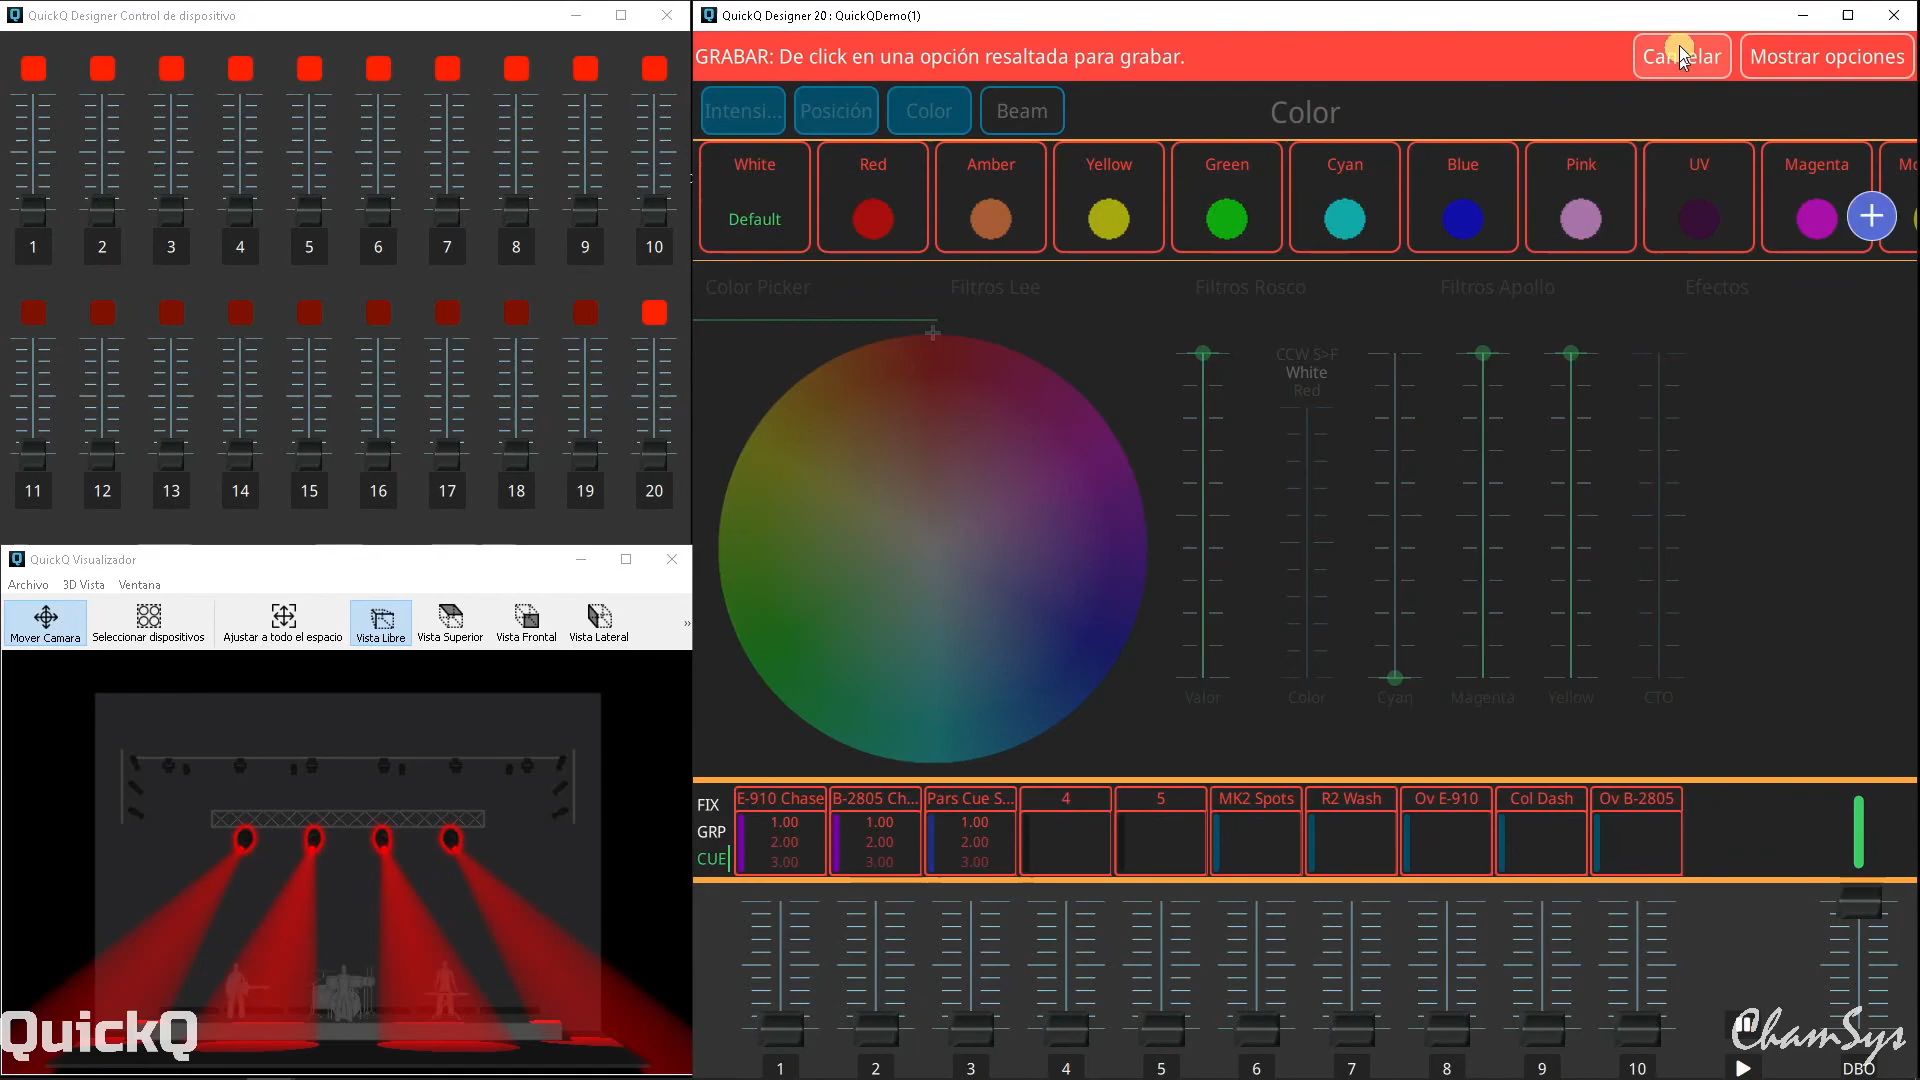 QuickQ Designer Control de dispositivo
1 2 3 4 5 6 7 8 9 10
11 12 13 14 15 16 17 18 19 20
QuickQ Visualizador
Archivo 3D Vista Ventana
Mover Camara Seleccionar dispositivos Ajustar a todo el espacio Vista Libre Vista Superior Vista Frontal Vista Lateral »
QuickQ
QuickQ Designer 20 : QuickQDemo(1)
GRABAR: De click en una opción resaltada para grabar.
Mostrar opciones
Intensi... Posición Color Beam Color
White Red Amber Yellow Green Cyan Blue Pink UV Magenta
Default
Color Picker Filtros Lee Filtros Rosco Filtros Apollo Efectos
CCW S>F
White
Red
Valor Color Cyan Magenta Yellow CTO
FIX
GRP
CUE
E-910 Chase B-2805 Ch... Pars Cue S... 4 5 MK2 Spots R2 Wash Ov E-910 Col Dash Ov B-2805
1.00 1.00 1.00
2.00 2.00 2.00
3.00 3.00 3.00
ChamSys
1 2 3 4 5 6 7 8 9 10 DBO